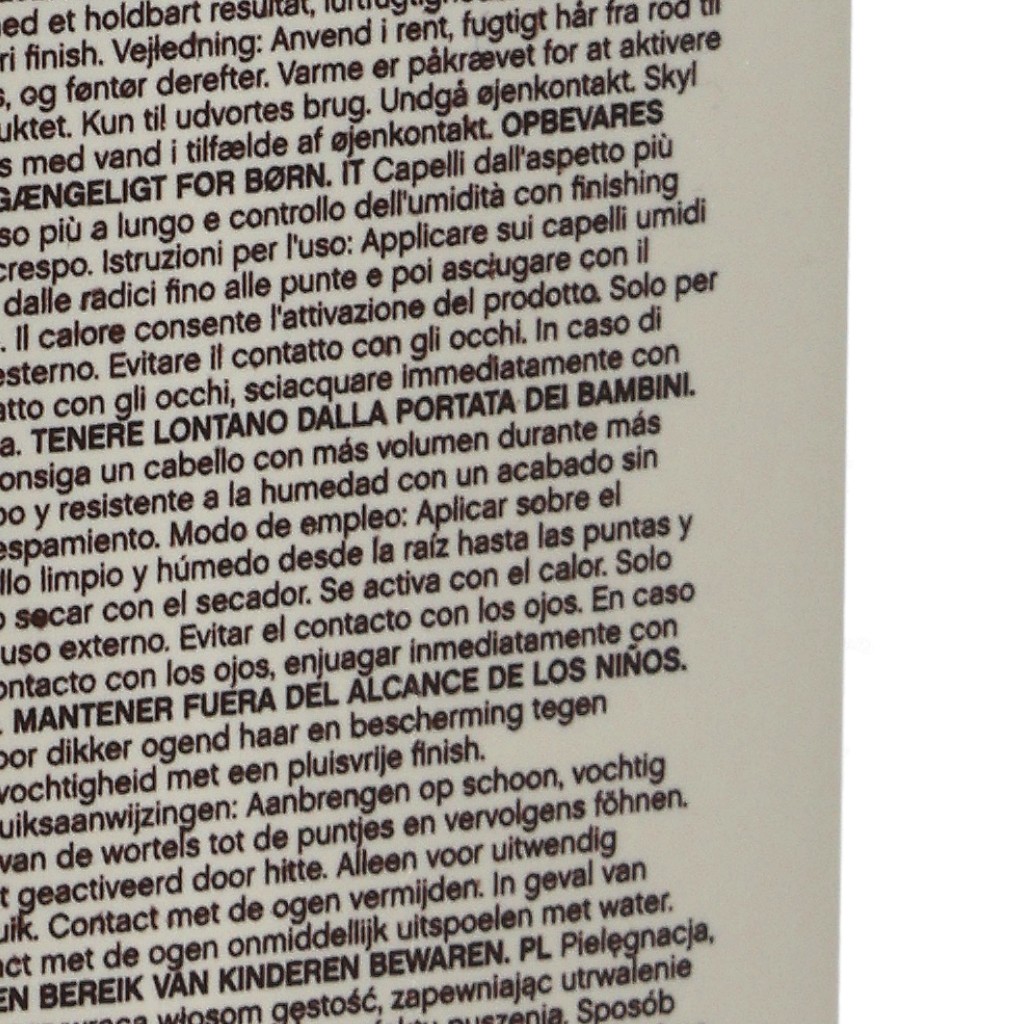 et holdbart resultat,
finish. Vejledning: Anvend i rent, fugtigt hår fra rod til
og føntør derefter. Varme er påkrævet for at aktivere
uktet. Kun til udvortes brug. Undgå øjenkontakt. Skyl
s med vand i tilfælde af øjenkontakt. OPBEVARES
GÆNGELIGT FOR BØRN. IT Capelli dall'aspetto più
so più a lungo e controllo dell'umidità con finishing
crespo. Istruzioni per l'uso: Applicare sui capelli umidi
dalle radici fino alle punte e poi asciugare con il
. Il calore consente l'attivazione del prodotto. Solo per
esterno. Evitare il contatto con gli occhi. In caso di
atto con gli occhi, sciacquare immediatamente con
a. TENERE LONTANO DALLA PORTATA DEI BAMBINI.
onsiga un cabello con más volumen durante más
po y resistente a la humedad con un acabado sin
espamiento. Modo de empleo: Aplicar sobre el
llo limpio y húmedo desde la raíz hasta las puntas y
o secar con el secador. Se activa con el calor. Solo
uso externo. Evitar el contacto con los ojos. En caso
ontacto con los ojos, enjuagar inmediatamente con
. MANTENER FUERA DEL ALCANCE DE LOS NIÑOS.
oor dikker ogend haar en bescherming tegen
vochtigheid met een pluisvrije finish.
uiksaanwijzingen: Aanbrengen op schoon, vochtig
van de wortels tot de puntjes en vervolgens föhnen.
t geactiveerd door hitte. Alleen voor uitwendig
uik. Contact met de ogen vermijden. In geval van
act met de ogen onmiddellijk uitspoelen met water.
EN BEREIK VAN KINDEREN BEWAREN. PL Pielęgnacja,
włosom gęstość, zapewniając utrwalenie
puszenia. Sposób